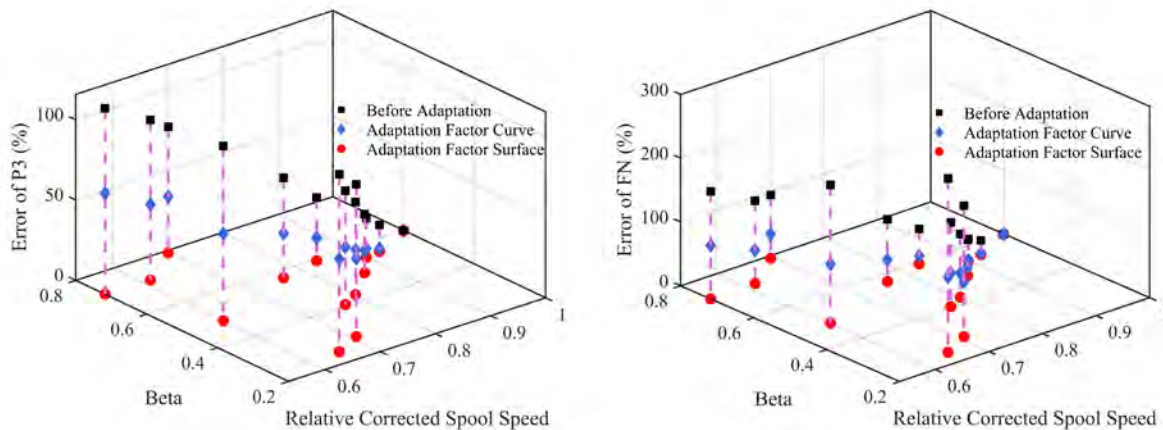 Error of P3 (%)
100
50
0
0.8
0.6
0.4
0.2
Beta
0.6
0.7
0.8
0.9
1
Relative Corrected Spool Speed
Before Adaptation
Adaptation Factor Curve
Adaptation Factor Surface
Error of FN (%)
300
200
100
0
0.8
0.6
0.4
0.2
Beta
0.6
0.7
0.8
0.9
1
Relative Corrected Spool Speed
Before Adaptation
Adaptation Factor Curve
Adaptation Factor Surface